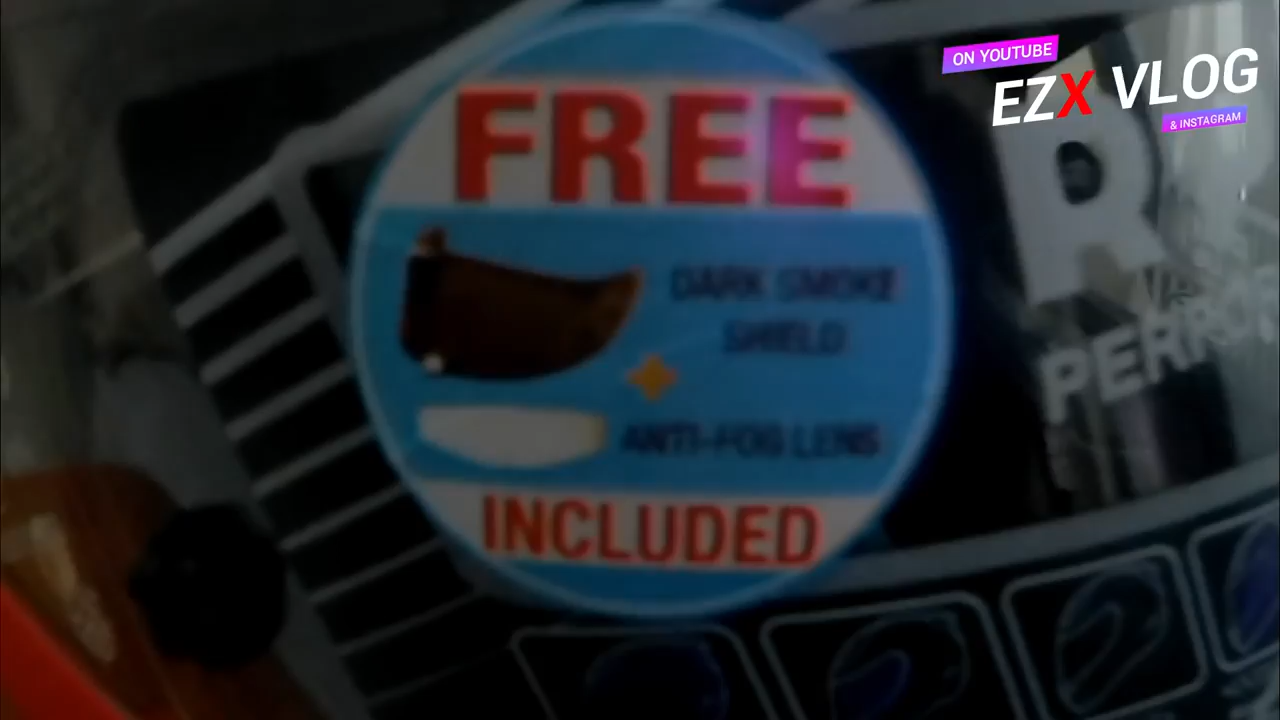 ON YOUTUBE
EZX VLOG
& INSTAGRAM
FREE
DARK SMOKE
SHIELD
ANTI-FOG LENS
INCLUDED
R